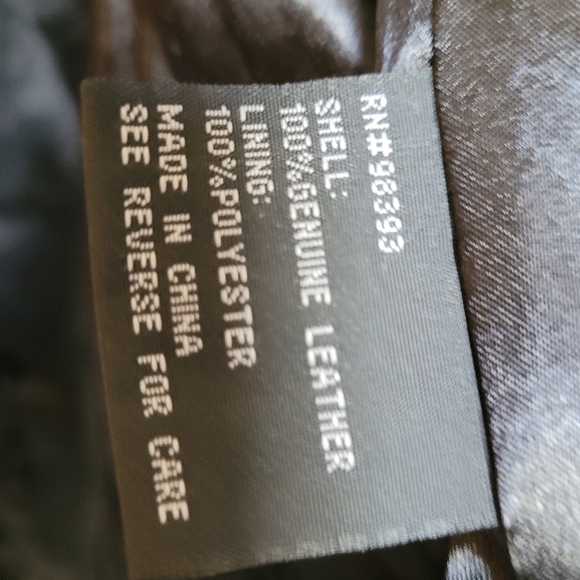 RN#98393
SHELL:
100%GENUINE LEATHER
LINING:
100%POLYESTER
MADE IN CHINA
SEE REVERSE FOR CARE